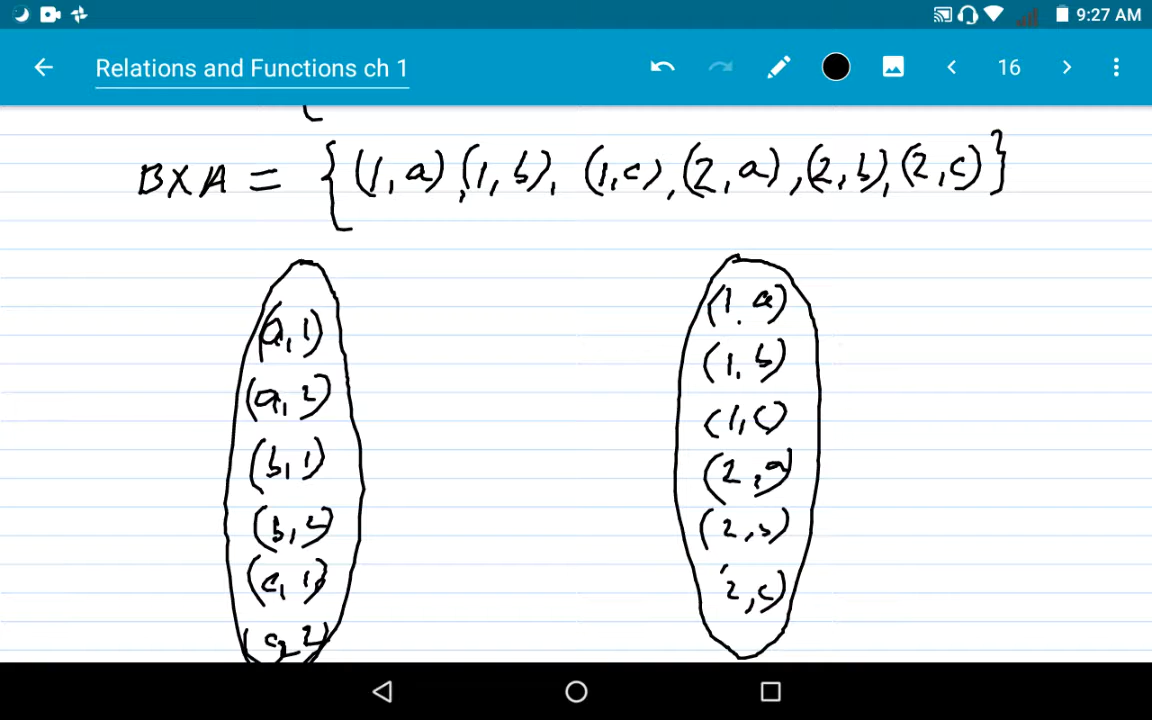 9:27 AM
Relations and Functions ch 1
16
B X A = {(1, a), (1, b), (1, c), (2, a), (2, b), (2, c)}
(a, 1)
(a, 2)
(b, 1)
(b, 2)
(c, 1)
(c, 2)
(1, a)
(1, b)
(1, c)
(2, a)
(2, b)
2, c)